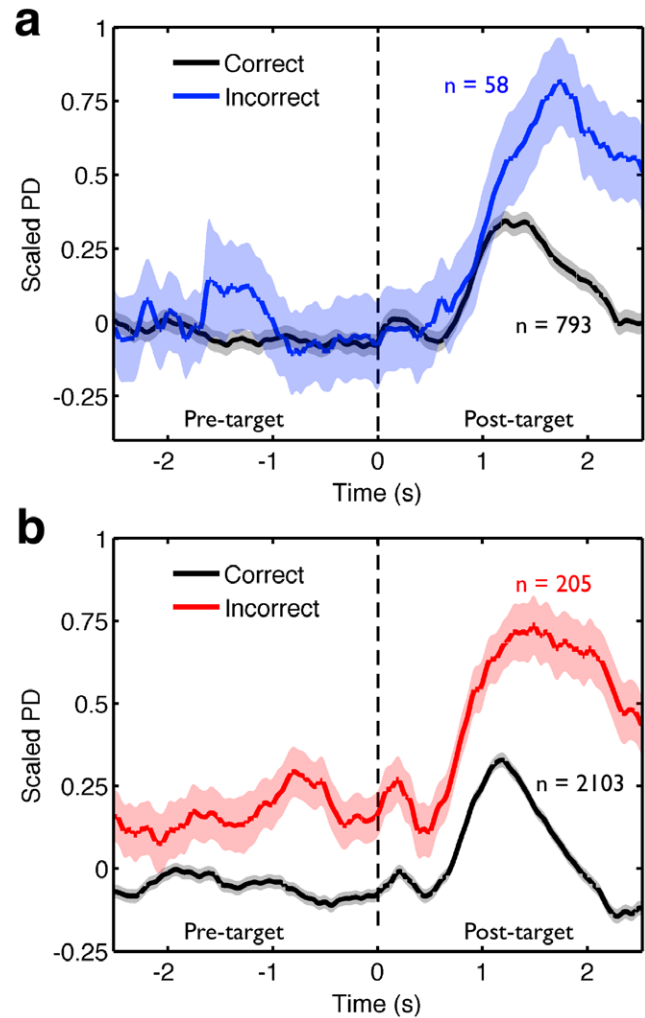 a
1
0.75
0.5
0.25
0
-0.25
Scaled PD
Correct
Incorrect
n = 58
n = 793
Pre-target
Post-target
-2 -1 0 1 2
Time (s)
b
1
0.75
0.5
0.25
0
-0.25
Scaled PD
Correct
Incorrect
n = 205
n = 2103
Pre-target
Post-target
-2 -1 0 1 2
Time (s)